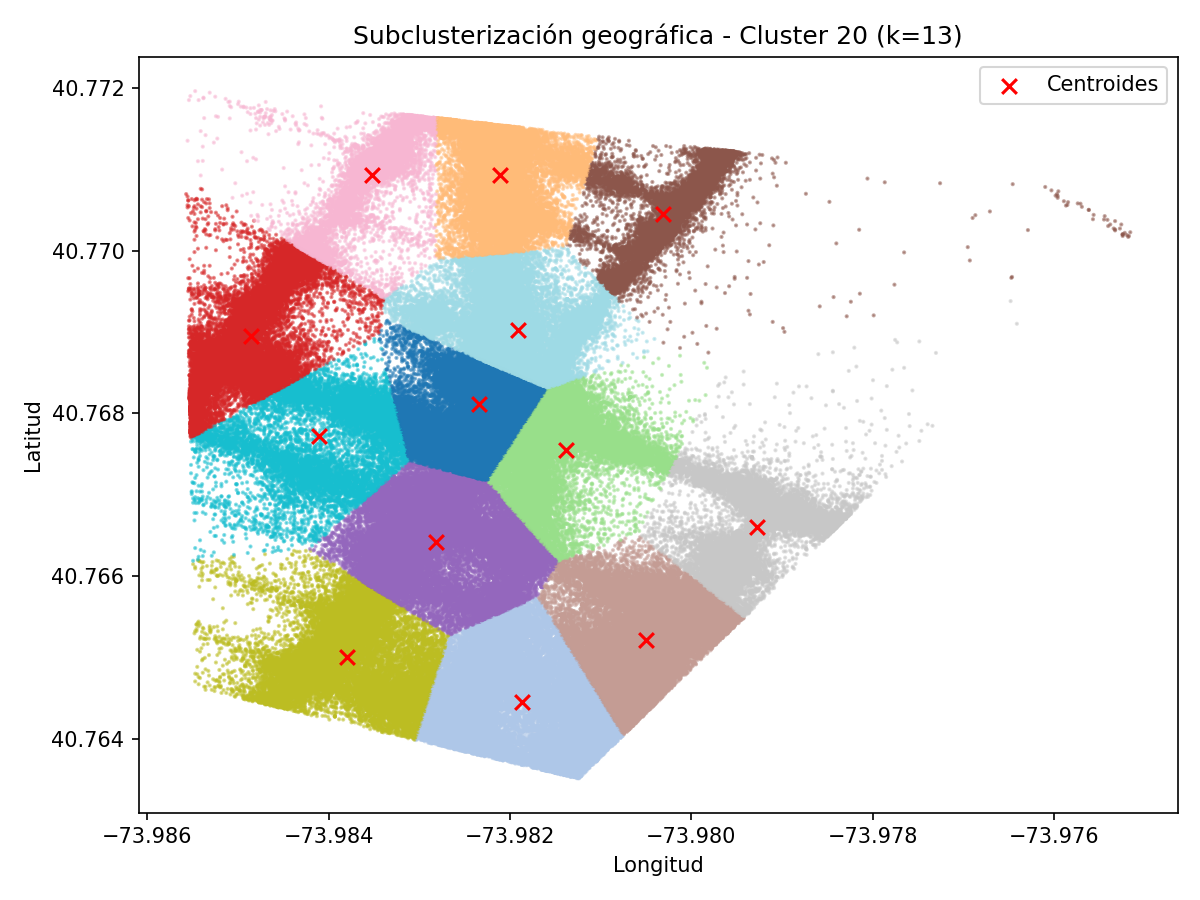 Subclusterización geográfica - Cluster 20 (k=13)
Centroides
40.772
40.770
40.768
40.766
40.764
Latitud
−73.986 −73.984 −73.982 −73.980 −73.978 −73.976
Longitud